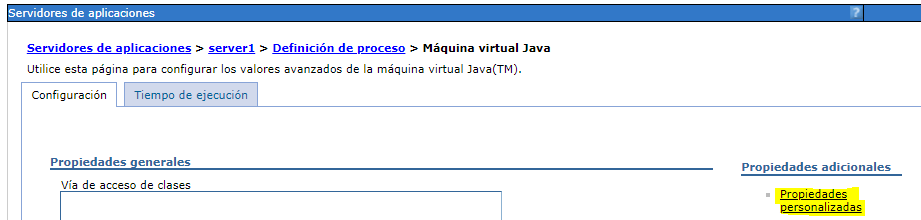 Servidores de aplicaciones ?
Servidores de aplicaciones > server1 > Definición de proceso > Máquina virtual Java
Utilice esta página para configurar los valores avanzados de la máquina virtual Java(TM).
Configuración Tiempo de ejecución
Propiedades generales
Vía de acceso de clases
Propiedades adicionales
Propiedades
personalizadas